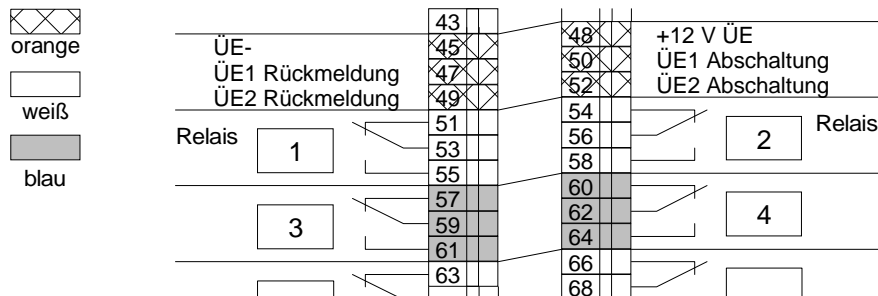 orange
weiß
blau
43
45
47
49
51
53
55
57
59
61
63
ÜE-
ÜE1 Rückmeldung
ÜE2 Rückmeldung
Relais
1
3
48
50
52
54
56
58
60
62
64
66
68
+12 V ÜE
ÜE1 Abschaltung
ÜE2 Abschaltung
Relais
2
4